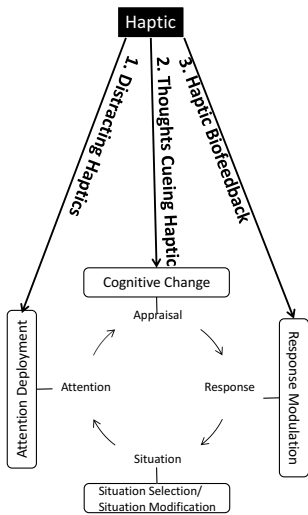 Haptic
1. Distracting Haptics
2. Thoughts Cueing Haptic
3. Haptic Biofeedback
Cognitive Change
Appraisal
Attention Deployment
Attention
Response
Response Modulation
Situation
Situation Selection/
Situation Modification